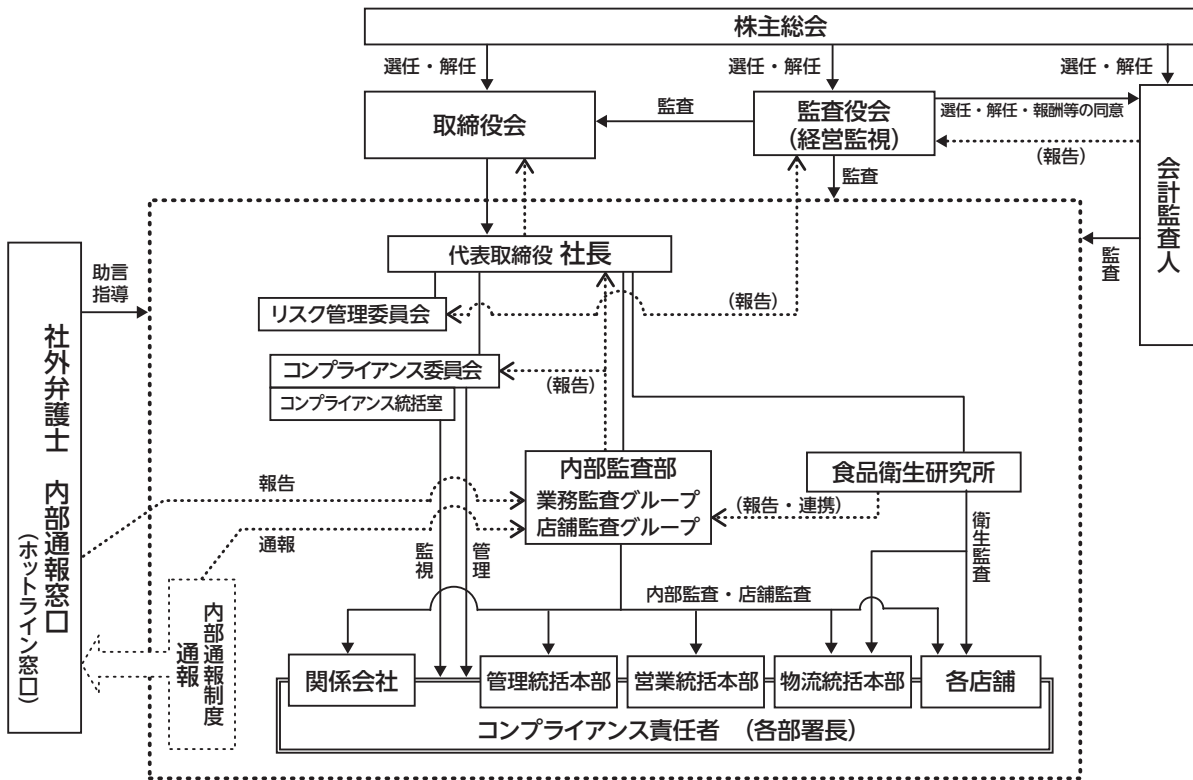 株主総会
選任・解任
選任・解任
選任・解任
取締役会
監査
監査役会
(経営監視)
選任・解任・報酬等の同意
(報告)
会計監査人
監査
監査
代表取締役 社長
助言
指導
リスク管理委員会
(報告)
コンプライアンス委員会
コンプライアンス統括室
(報告)
社外弁護士 内部通報窓口
(ホットライン窓口)
内部監査部
業務監査グループ
店舗監査グループ
食品衛生研究所
報告
(報告・連携)
通報
監視
管理
衛生監査
内部監査・店舗監査
内部通報制度
通報
関係会社
管理統括本部
営業統括本部
物流統括本部
各店舗
コンプライアンス責任者 (各部署長)